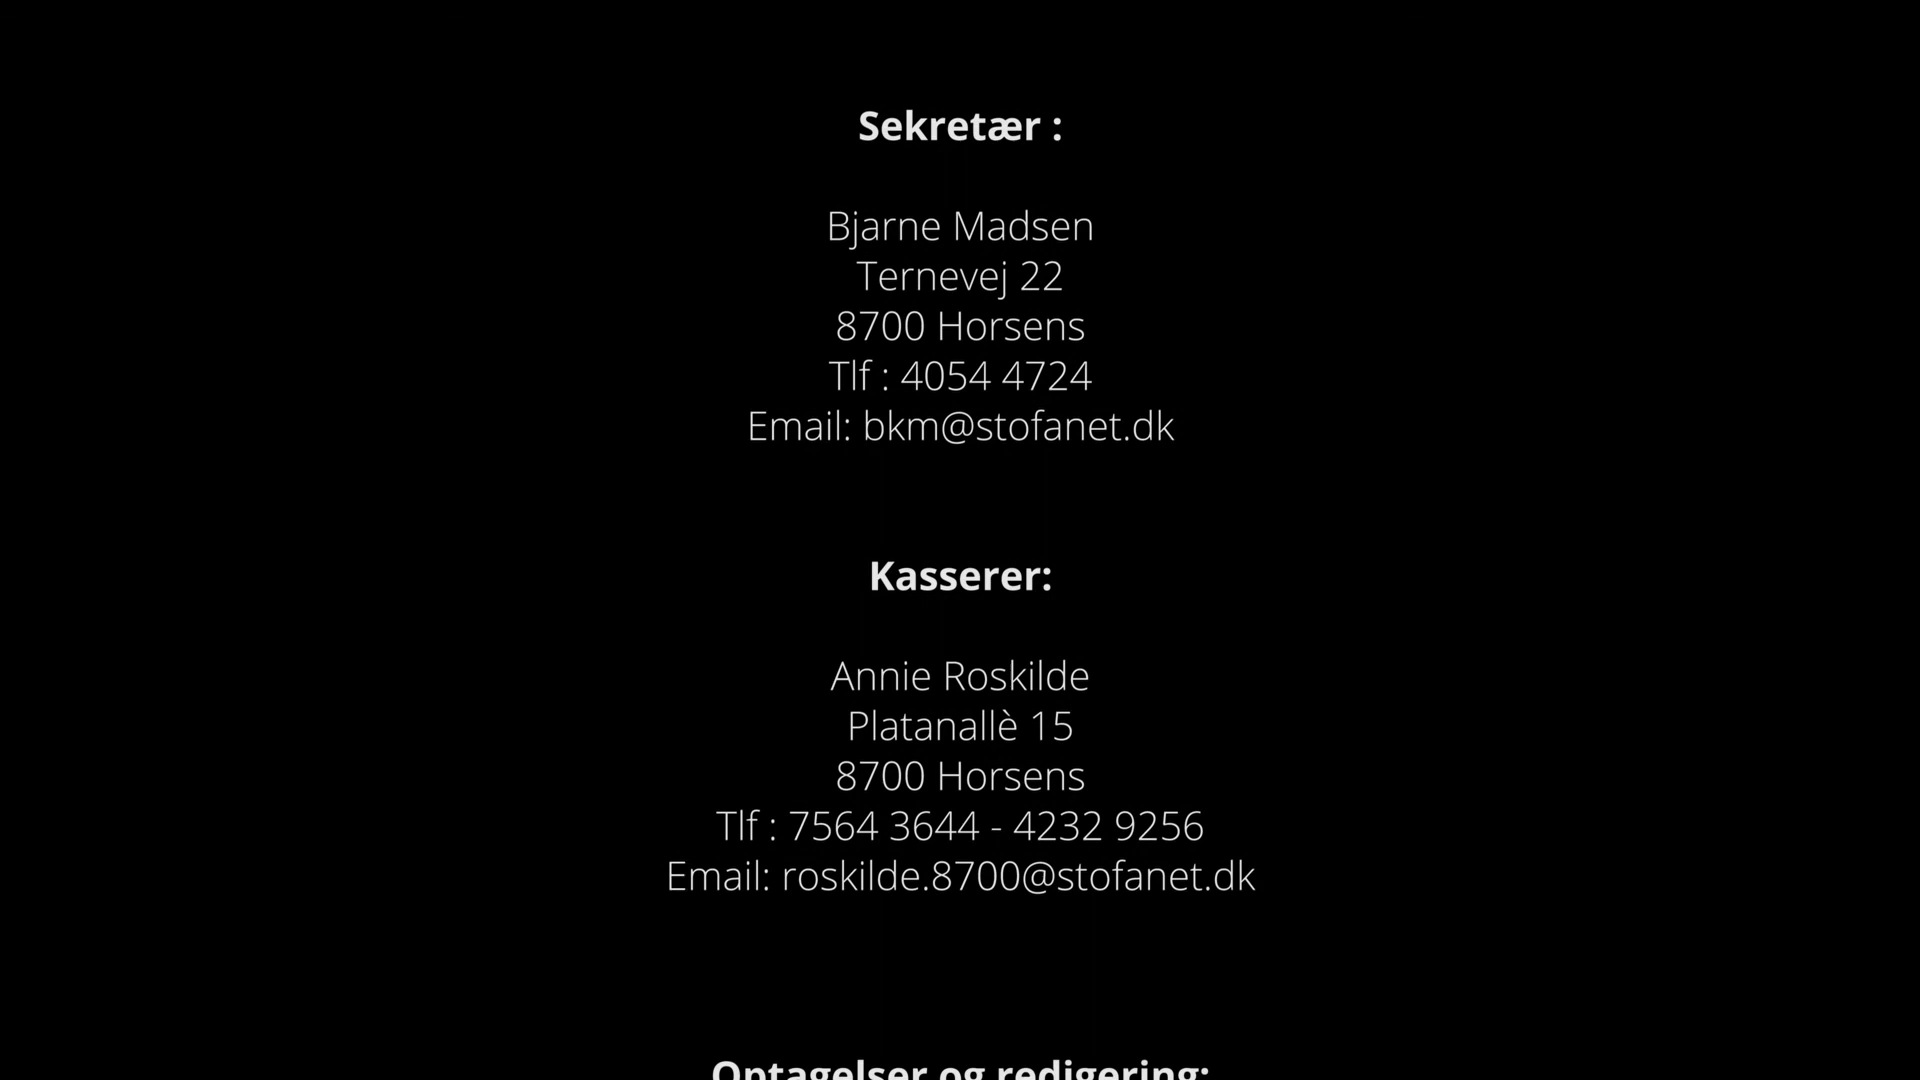 Sekretær :
Bjarne Madsen
Ternevej 22
8700 Horsens
Tlf : 4054 4724
Email: bkm@stofanet.dk
Kasserer:
Annie Roskilde
Platanallè 15
8700 Horsens
Tlf : 7564 3644 - 4232 9256
Email: roskilde.8700@stofanet.dk
Optagelser og redigering: